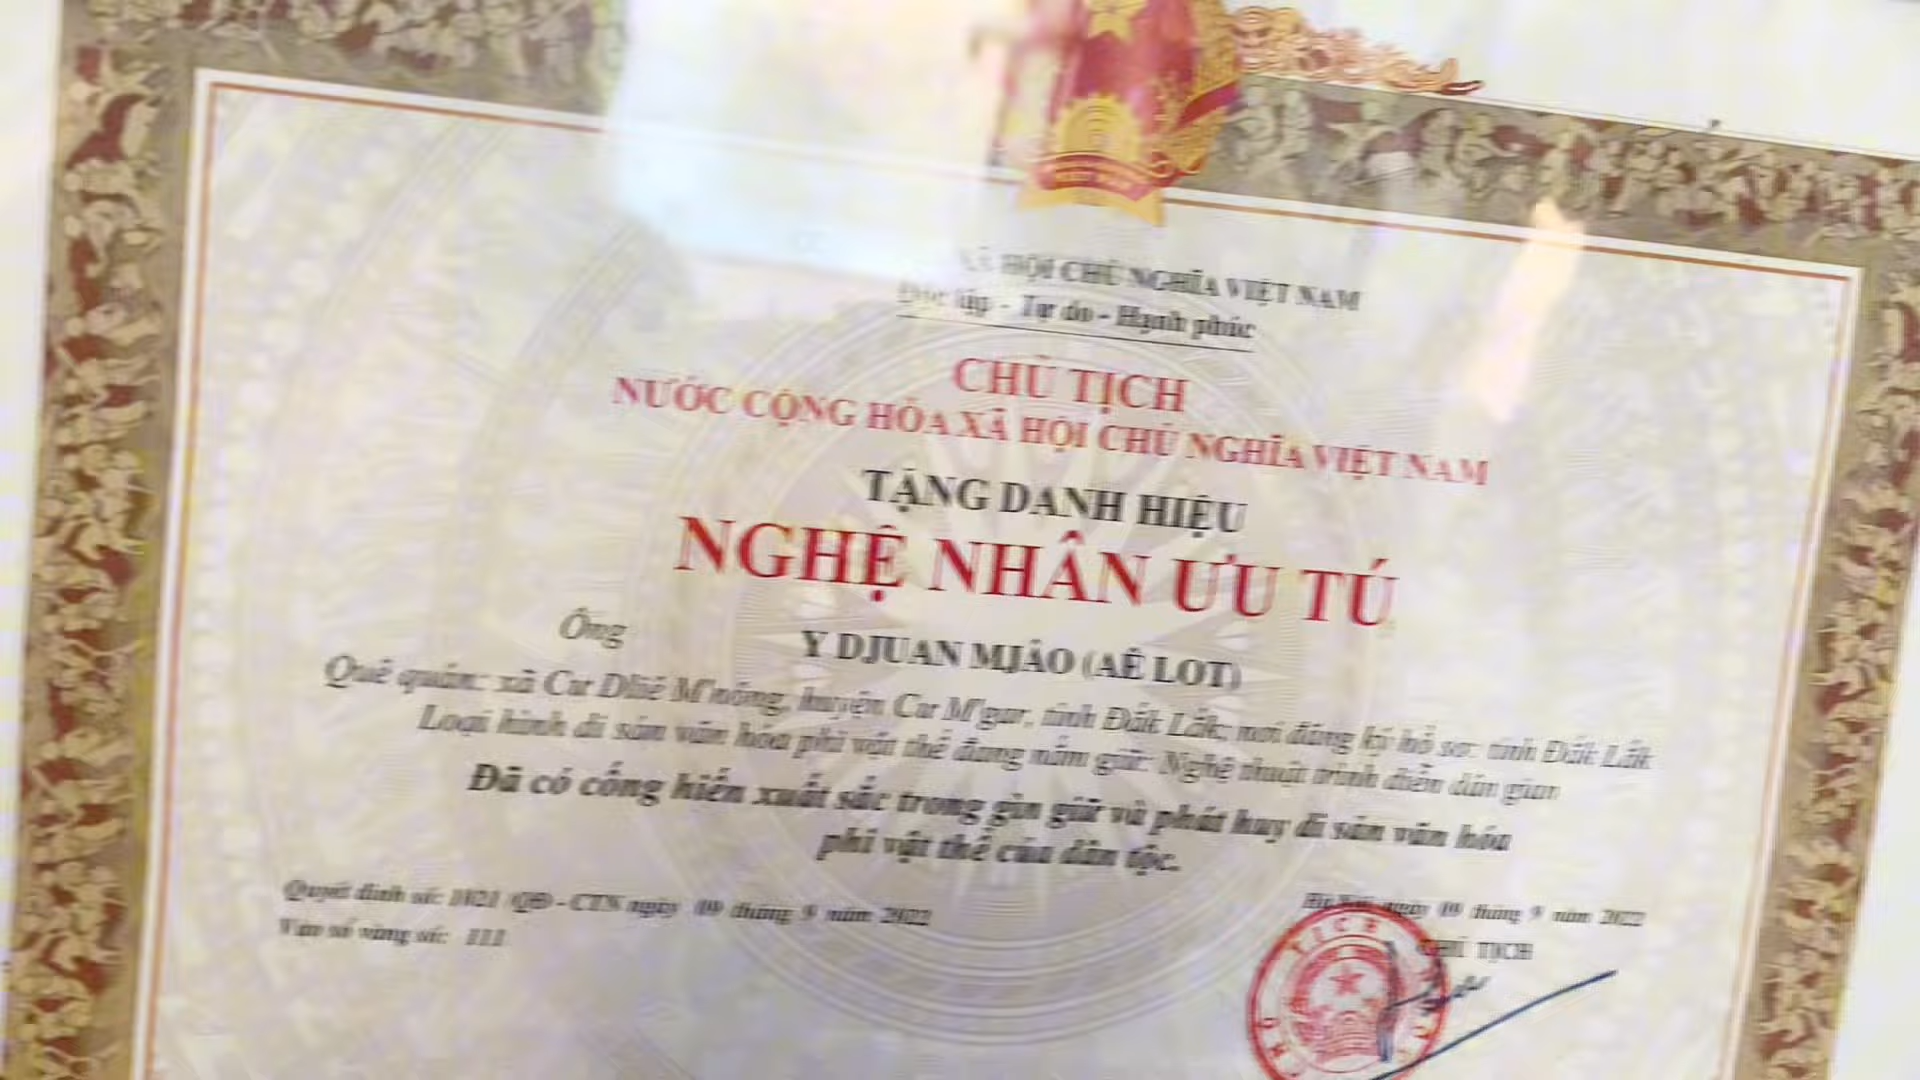 XÃ HỘI CHỦ NGHĨA VIỆT NAM
Độc lập - Tự do - Hạnh phúc
CHỦ TỊCH
NƯỚC CỘNG HÒA XÃ HỘI CHỦ NGHĨA VIỆT NAM
TẶNG DANH HIỆU
NGHỆ NHÂN ƯU TÚ
Ông Y DJUAN MJÂO (AÊ LOT)
Quê quán: xã Cư Dliê M'nông, huyện Cư M'gar, tỉnh Đắk Lắk; nơi đăng ký hồ sơ: tỉnh Đắk Lắk
Loại hình di sản văn hóa phi vật thể đang nắm giữ: Nghệ thuật trình diễn dân gian
Đã có cống hiến xuất sắc trong gìn giữ và phát huy di sản văn hóa
phi vật thể của dân tộc.
Quyết định số: 1021 /QĐ - CTN ngày 09 tháng 9 năm 2022
Vào sổ vàng số: 111
Hà Nội, ngày 09 tháng 9 năm 2022
CHỦ TỊCH